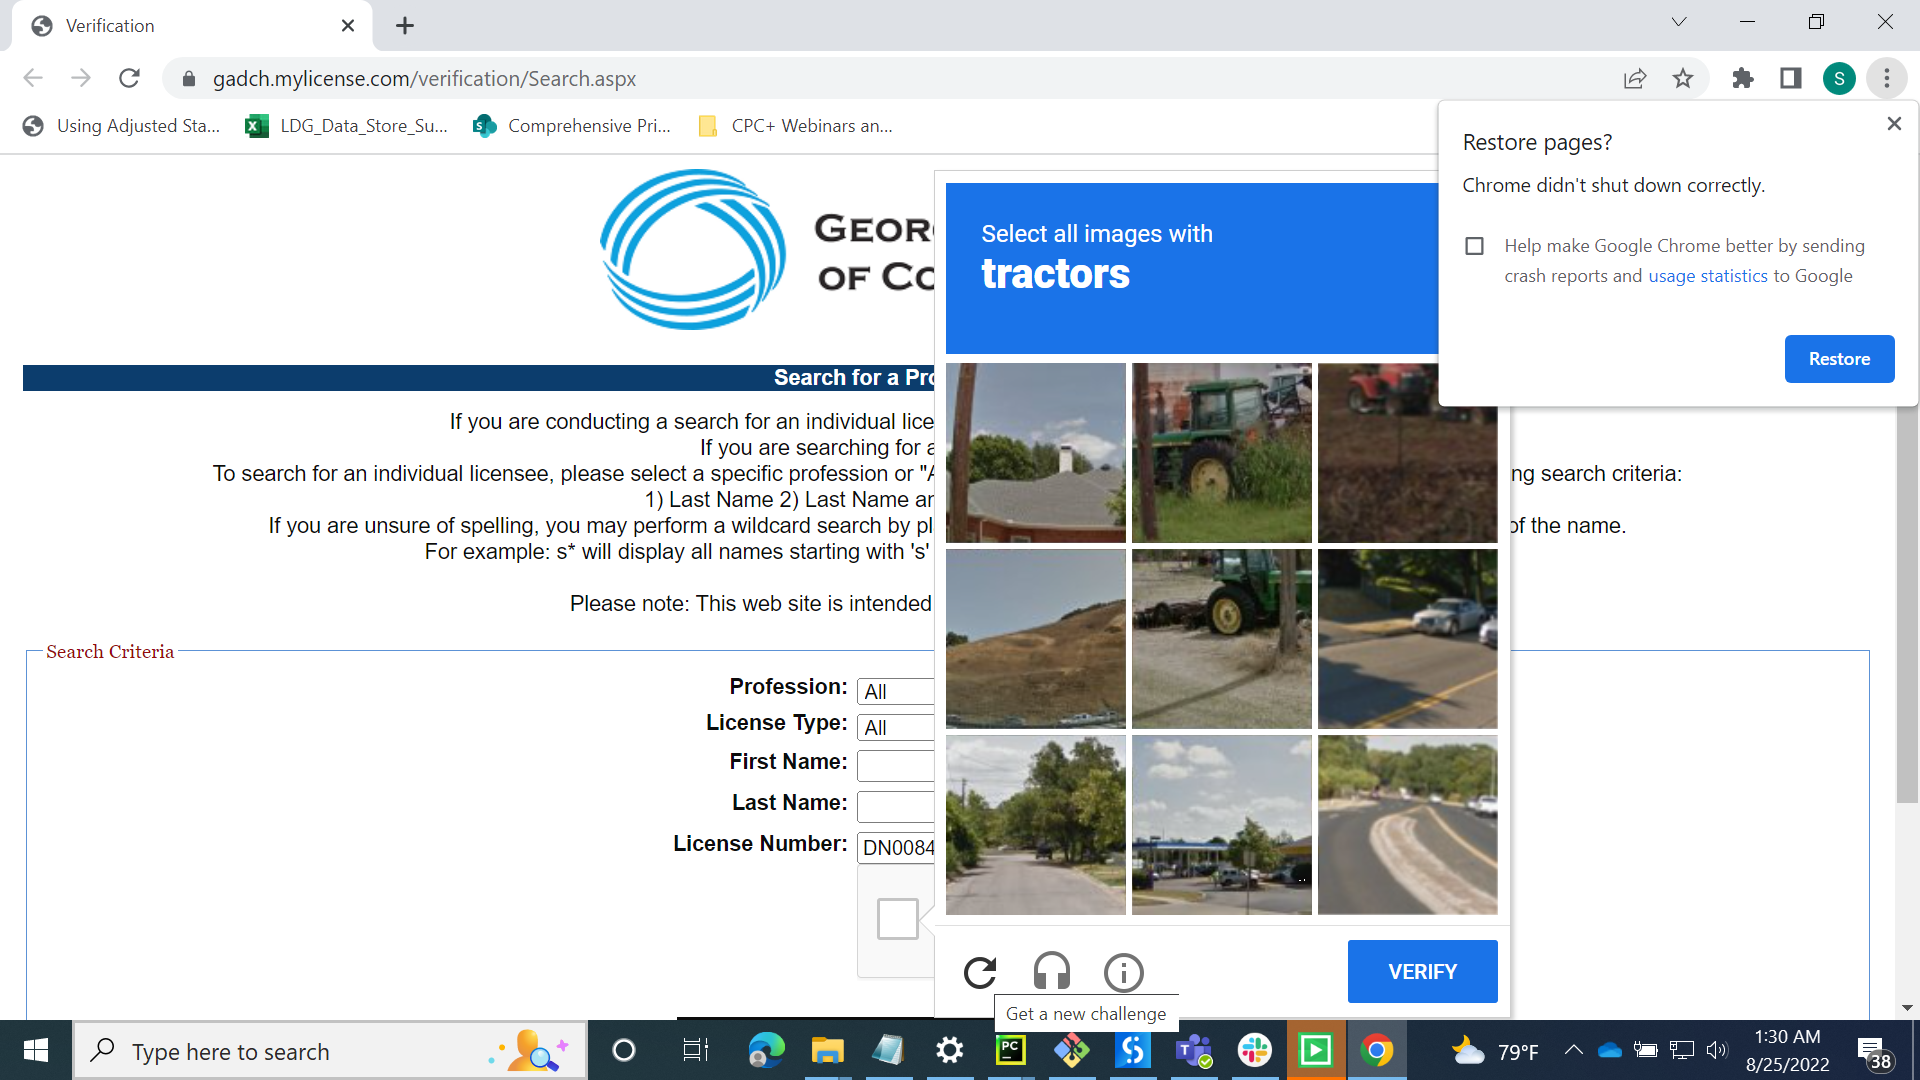 Verification
gadch.mylicense.com/verification/Search.aspx
S
Using Adjusted Sta...
LDG_Data_Store_Su...
Comprehensive Pri...
CPC+ Webinars an...
Restore pages?
Chrome didn't shut down correctly.
Help make Google Chrome better by sending
crash reports and usage statistics to Google
Restore
GEOR
OF CO
Select all images with
tractors
Search for a Pro
If you are conducting a search for an individual lice
If you are searching for a
To search for an individual licensee, please select a specific profession or "A
ng search criteria:
1) Last Name 2) Last Name an
If you are unsure of spelling, you may perform a wildcard search by pl
of the name.
For example: s* will display all names starting with 's'
Please note: This web site is intended
Search Criteria
Profession: All
License Type: All
First Name:
Last Name:
License Number: DN0084
VERIFY
Get a new challenge
Type here to search
PC
79°F
1:30 AM
8/25/2022
38